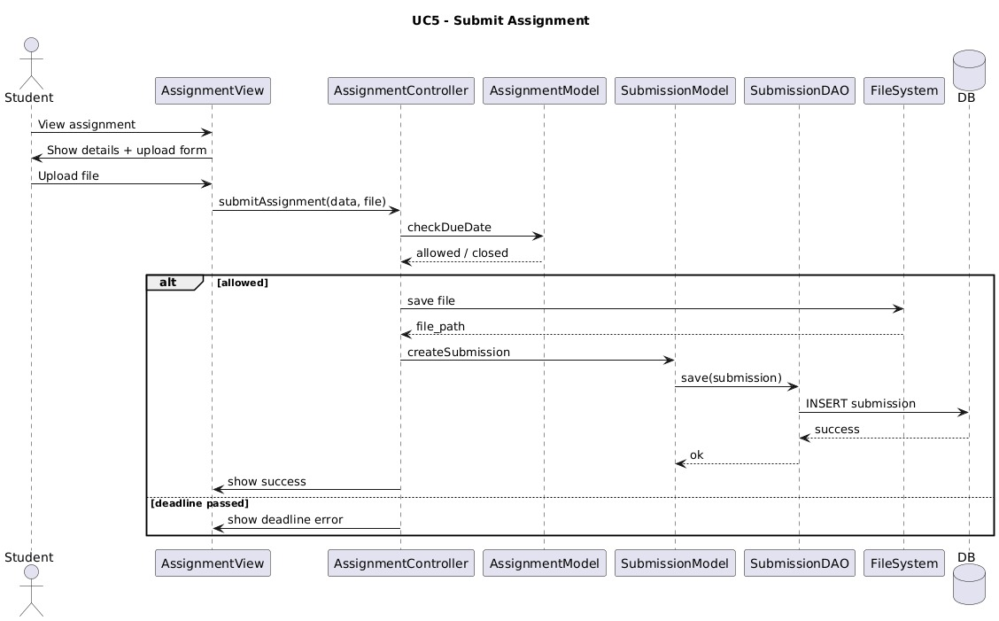 UC5 - Submit Assignment
Student
AssignmentView
AssignmentController
AssignmentModel
SubmissionModel
SubmissionDAO
FileSystem
DB
View assignment
Show details + upload form
Upload file
submitAssignment(data, file)
checkDueDate
allowed / closed
alt
[allowed]
save file
file_path
createSubmission
save(submission)
INSERT submission
success
ok
show success
[deadline passed]
show deadline error
Student
AssignmentView
AssignmentController
AssignmentModel
SubmissionModel
SubmissionDAO
FileSystem
DB